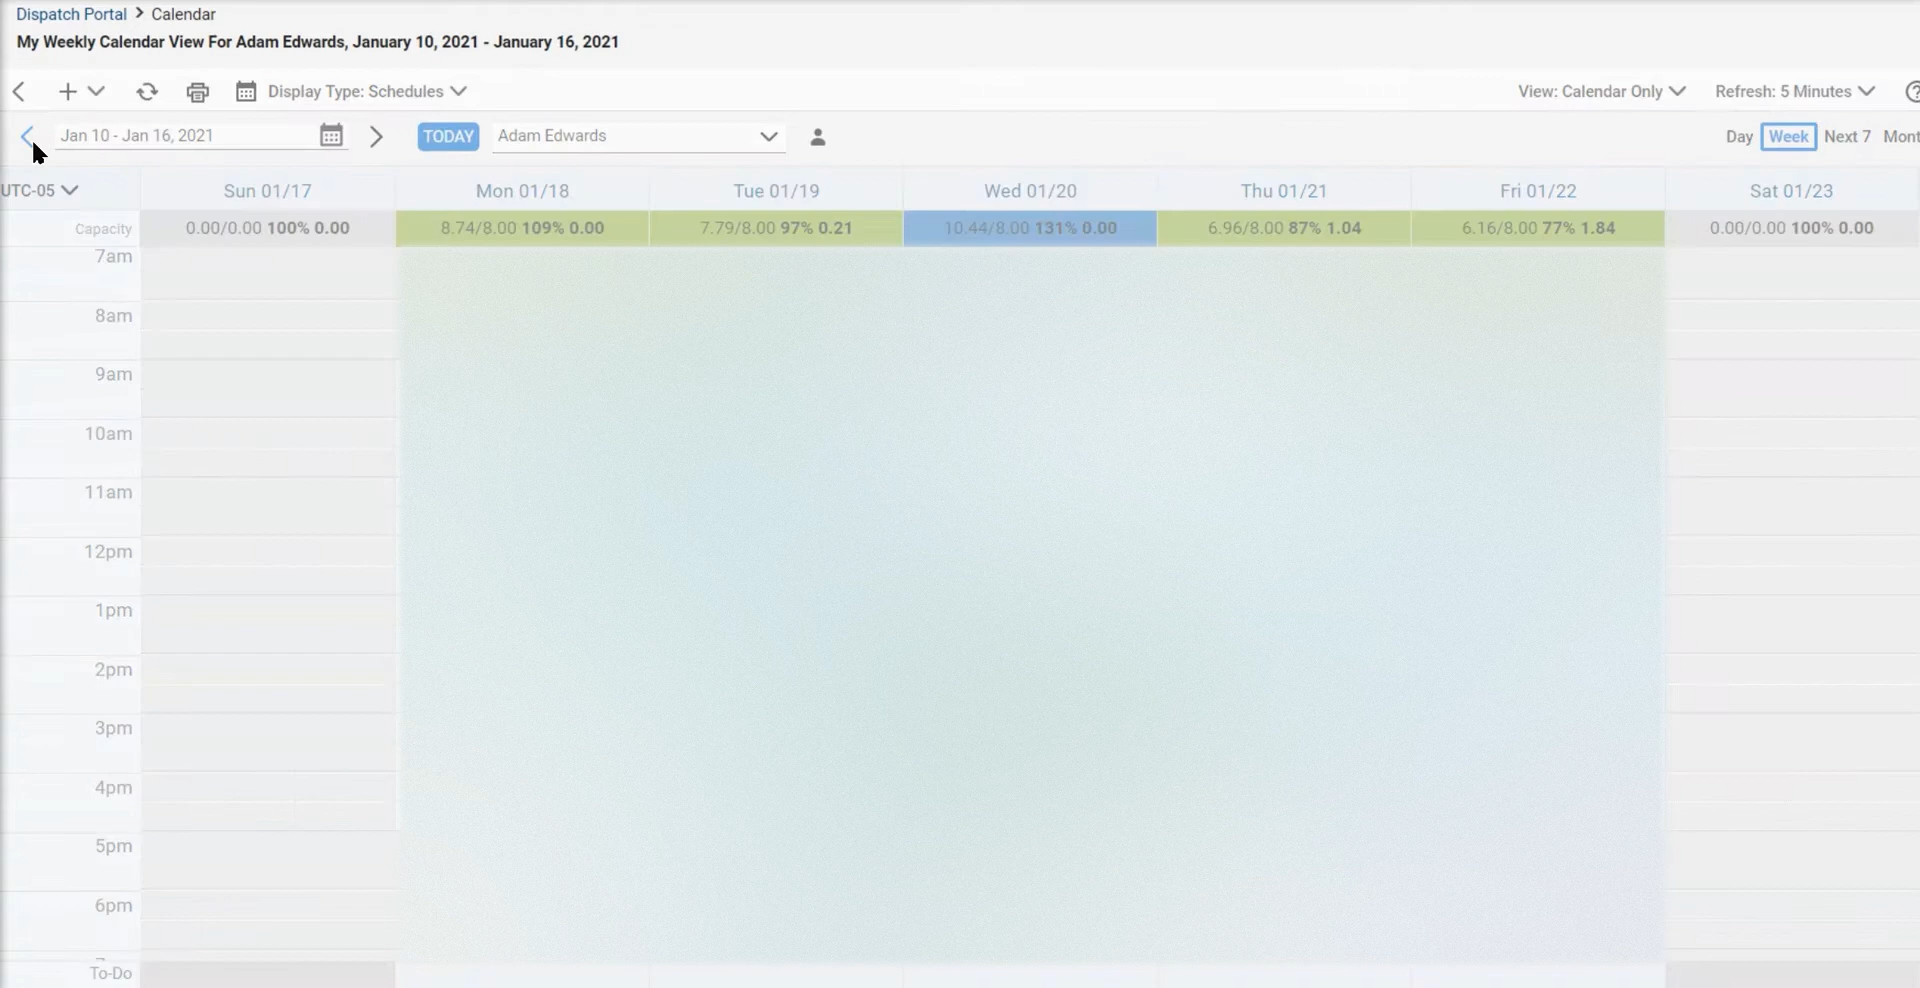 Dispatch Portal > Calendar
My Weekly Calendar View For Adam Edwards, January 10, 2021 - January 16, 2021
Display Type: Schedules
View: Calendar Only
Refresh: 5 Minutes
Jan 10 - Jan 16, 2021
TODAY
Adam Edwards
Day Week Next 7 Mont
UTC-05
Sun 01/17
Mon 01/18
Tue 01/19
Wed 01/20
Thu 01/21
Fri 01/22
Sat 01/23
Capacity
0.00/0.00 100% 0.00
8.74/8.00 109% 0.00
7.79/8.00 97% 0.21
10.44/8.00 131% 0.00
6.96/8.00 87% 1.04
6.16/8.00 77% 1.84
0.00/0.00 100% 0.00
7am
8am
9am
10am
11am
12pm
1pm
2pm
3pm
4pm
5pm
6pm
To-Do